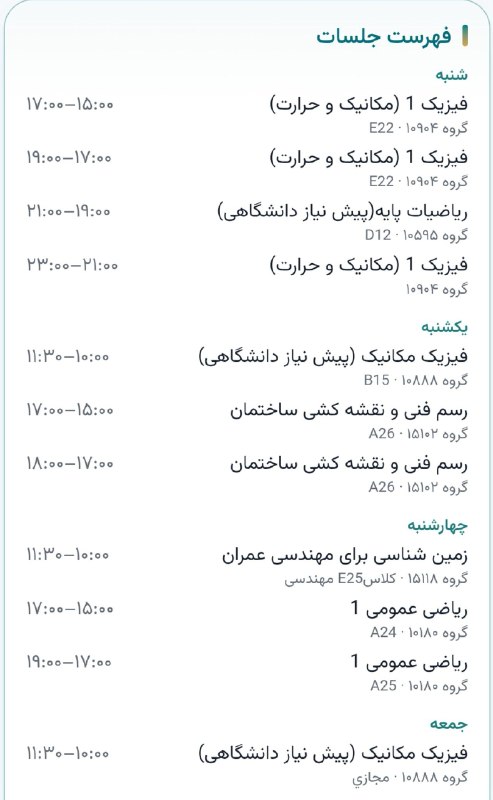 فهرست جلسات
شنبه
فیزیک 1 (مکانیک و حرارت) ۱۷:۰۰–۱۵:۰۰
گروه ۱۰۹۰۴ · E22
فیزیک 1 (مکانیک و حرارت) ۱۹:۰۰–۱۷:۰۰
گروه ۱۰۹۰۴ · E22
ریاضیات پایه(پیش نیاز دانشگاهی) ۲۱:۰۰–۱۹:۰۰
گروه ۱۰۵۹۵ · D12
فیزیک 1 (مکانیک و حرارت) ۲۳:۰۰–۲۱:۰۰
گروه ۱۰۹۰۴
یکشنبه
فیزیک مکانیک (پیش نیاز دانشگاهی) ۱۱:۳۰–۱۰:۰۰
گروه ۱۰۸۸۸ · B15
رسم فنی و نقشه کشی ساختمان ۱۷:۰۰–۱۵:۰۰
گروه ۱۵۱۰۲ · A26
رسم فنی و نقشه کشی ساختمان ۱۸:۰۰–۱۷:۰۰
گروه ۱۵۱۰۲ · A26
چهارشنبه
زمین شناسی برای مهندسی عمران ۱۱:۳۰–۱۰:۰۰
گروه ۱۵۱۱۸ · کلاسE25 مهندسی
ریاضی عمومی 1 ۱۷:۰۰–۱۵:۰۰
گروه ۱۰۱۸۰ · A24
ریاضی عمومی 1 ۱۹:۰۰–۱۷:۰۰
گروه ۱۰۱۸۰ · A25
جمعه
فیزیک مکانیک (پیش نیاز دانشگاهی) ۱۱:۳۰–۱۰:۰۰
گروه ۱۰۸۸۸ · مجازي